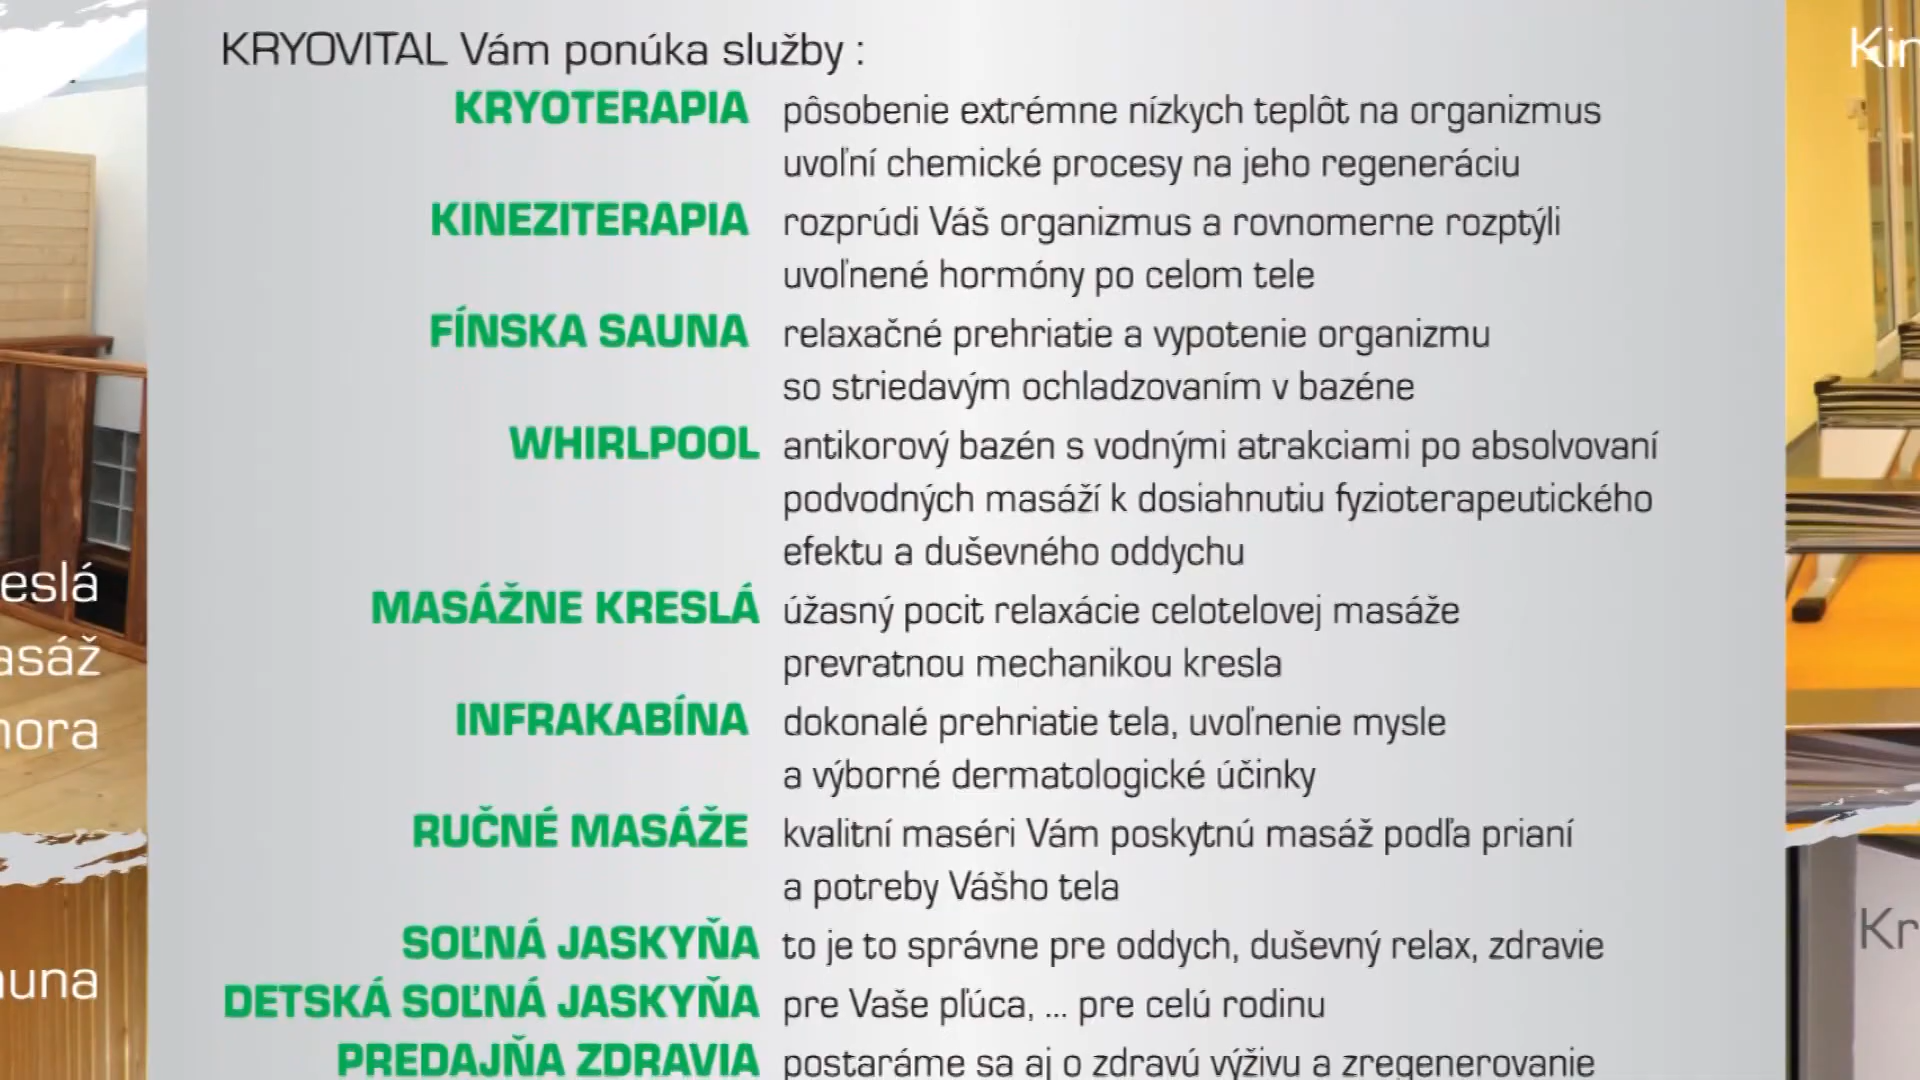 KRYOVITAL Vám ponúka služby :
KRYOTERAPIA pôsobenie extrémne nízkych teplôt na organizmus
uvoľní chemické procesy na jeho regeneráciu
KINEZITERAPIA rozprúdi Váš organizmus a rovnomerne rozptýli
uvoľnené hormóny po celom tele
FÍNSKA SAUNA relaxačné prehriatie a vypotenie organizmu
so striedavým ochladzovaním v bazéne
WHIRLPOOL antikorový bazén s vodnými atrakciami po absolvovaní
podvodných masáží k dosiahnutiu fyzioterapeutického
efektu a duševného oddychu
MASÁŽNE KRESLÁ úžasný pocit relaxácie celotelovej masáže
prevratnou mechanikou kresla
INFRAKABÍNA dokonalé prehriatie tela, uvoľnenie mysle
a výborné dermatologické účinky
RUČNÉ MASÁŽE kvalitní maséri Vám poskytnú masáž podľa prianí
a potreby Vášho tela
SOĽNÁ JASKYŇA to je to správne pre oddych, duševný relax, zdravie
DETSKÁ SOĽNÁ JASKYŇA pre Vaše pľúca, ... pre celú rodinu
PREDAJŇA ZDRAVIA postaráme sa aj o zdravú výživu a zregenerovanie
eslá
asáž
ora
una
Kin
Kr